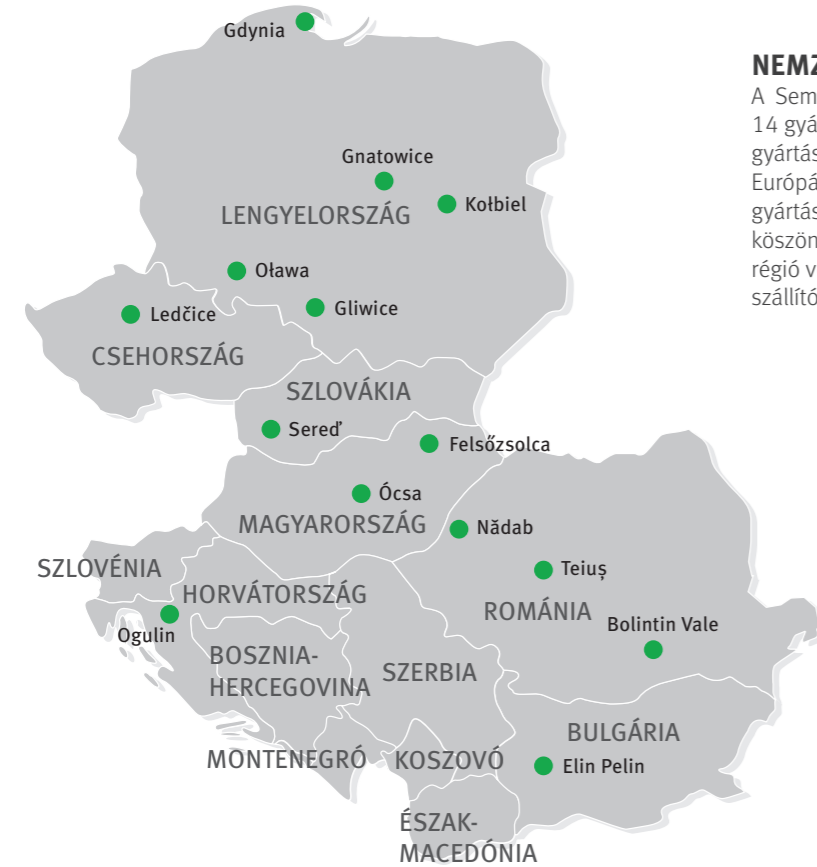 Gdynia
NEMZ
A Sem
14 gyá
gyártás
Európá
gyártás
köszön
régió v
szállító
Gnatowice
Kołbiel
LENGYELORSZÁG
Oława
Gliwice
Ledčice
CSEHORSZÁG
SZLOVÁKIA
Sereď
Felsőzsolca
Ócsa
MAGYARORSZÁG
Nădab
SZLOVÉNIA
Teiuș
HORVÁTORSZÁG
ROMÁNIA
Ogulin
Bolintin Vale
BOSZNIA-
HERCEGOVINA
SZERBIA
BULGÁRIA
MONTENEGRÓ
KOSZOVÓ
Elin Pelin
ÉSZAK-
MACEDÓNIA